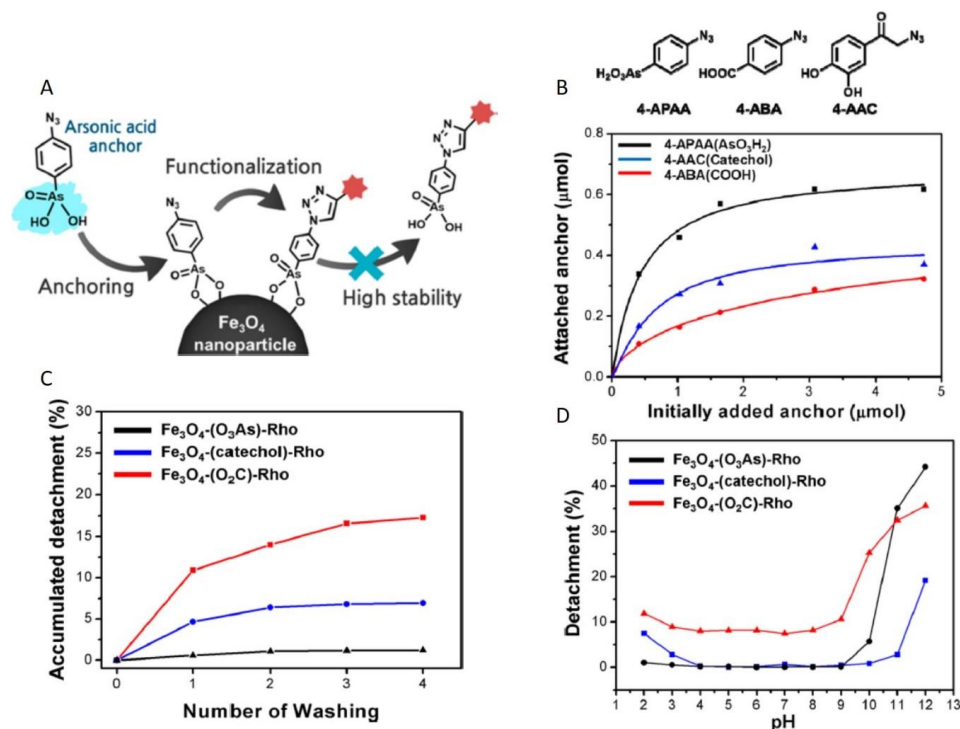 A
N₃
Arsonic acid
anchor
O=As
HO
OH
Anchoring
Functionalization
N₃
O=As
O
O
N=N
N
O=As
O
O
Fe₃O₄
nanoparticle
High stability
N=N
N
O=As
HO
OH
B
N₃
H₂O₃As
4-APAA
N₃
HOOC
4-ABA
O
N₃
HO
OH
4-AAC
4-APAA(AsO₃H₂)
4-AAC(Catechol)
4-ABA(COOH)
Attached anchor (μmol)
0.8
0.6
0.4
0.2
0.0
0 1 2 3 4 5
Initially added anchor (μmol)
C
Fe₃O₄-(O₃As)-Rho
Fe₃O₄-(catechol)-Rho
Fe₃O₄-(O₂C)-Rho
Accumulated detachment (%)
30
25
20
15
10
5
0
0 1 2 3 4
Number of Washing
D
Fe₃O₄-(O₃As)-Rho
Fe₃O₄-(catechol)-Rho
Fe₃O₄-(O₂C)-Rho
Detachment (%)
50
40
30
20
10
0
1 2 3 4 5 6 7 8 9 10 11 12 13
pH